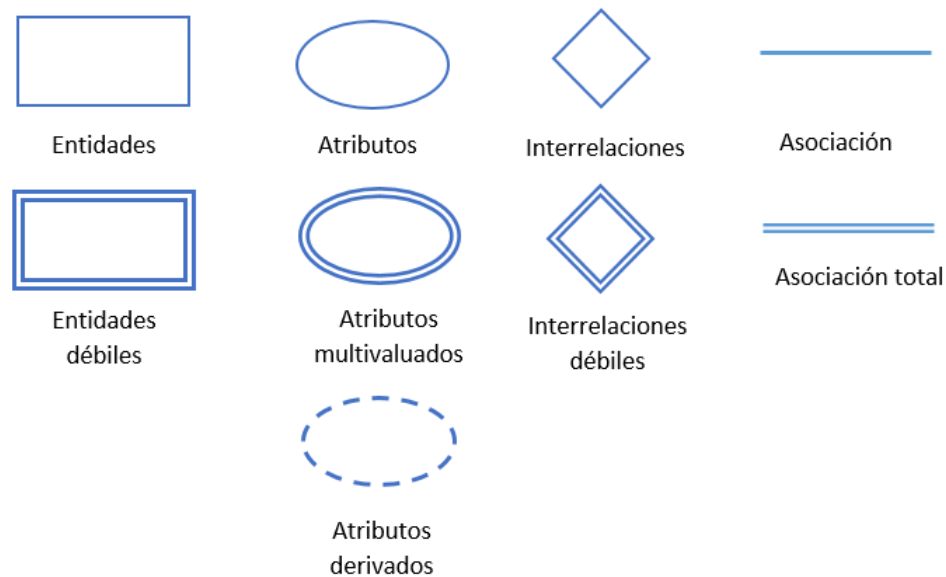 Entidades
Atributos
Interrelaciones
Asociación
Entidades
débiles
Atributos
multivaluados
Interrelaciones
débiles
Asociación total
Atributos
derivados